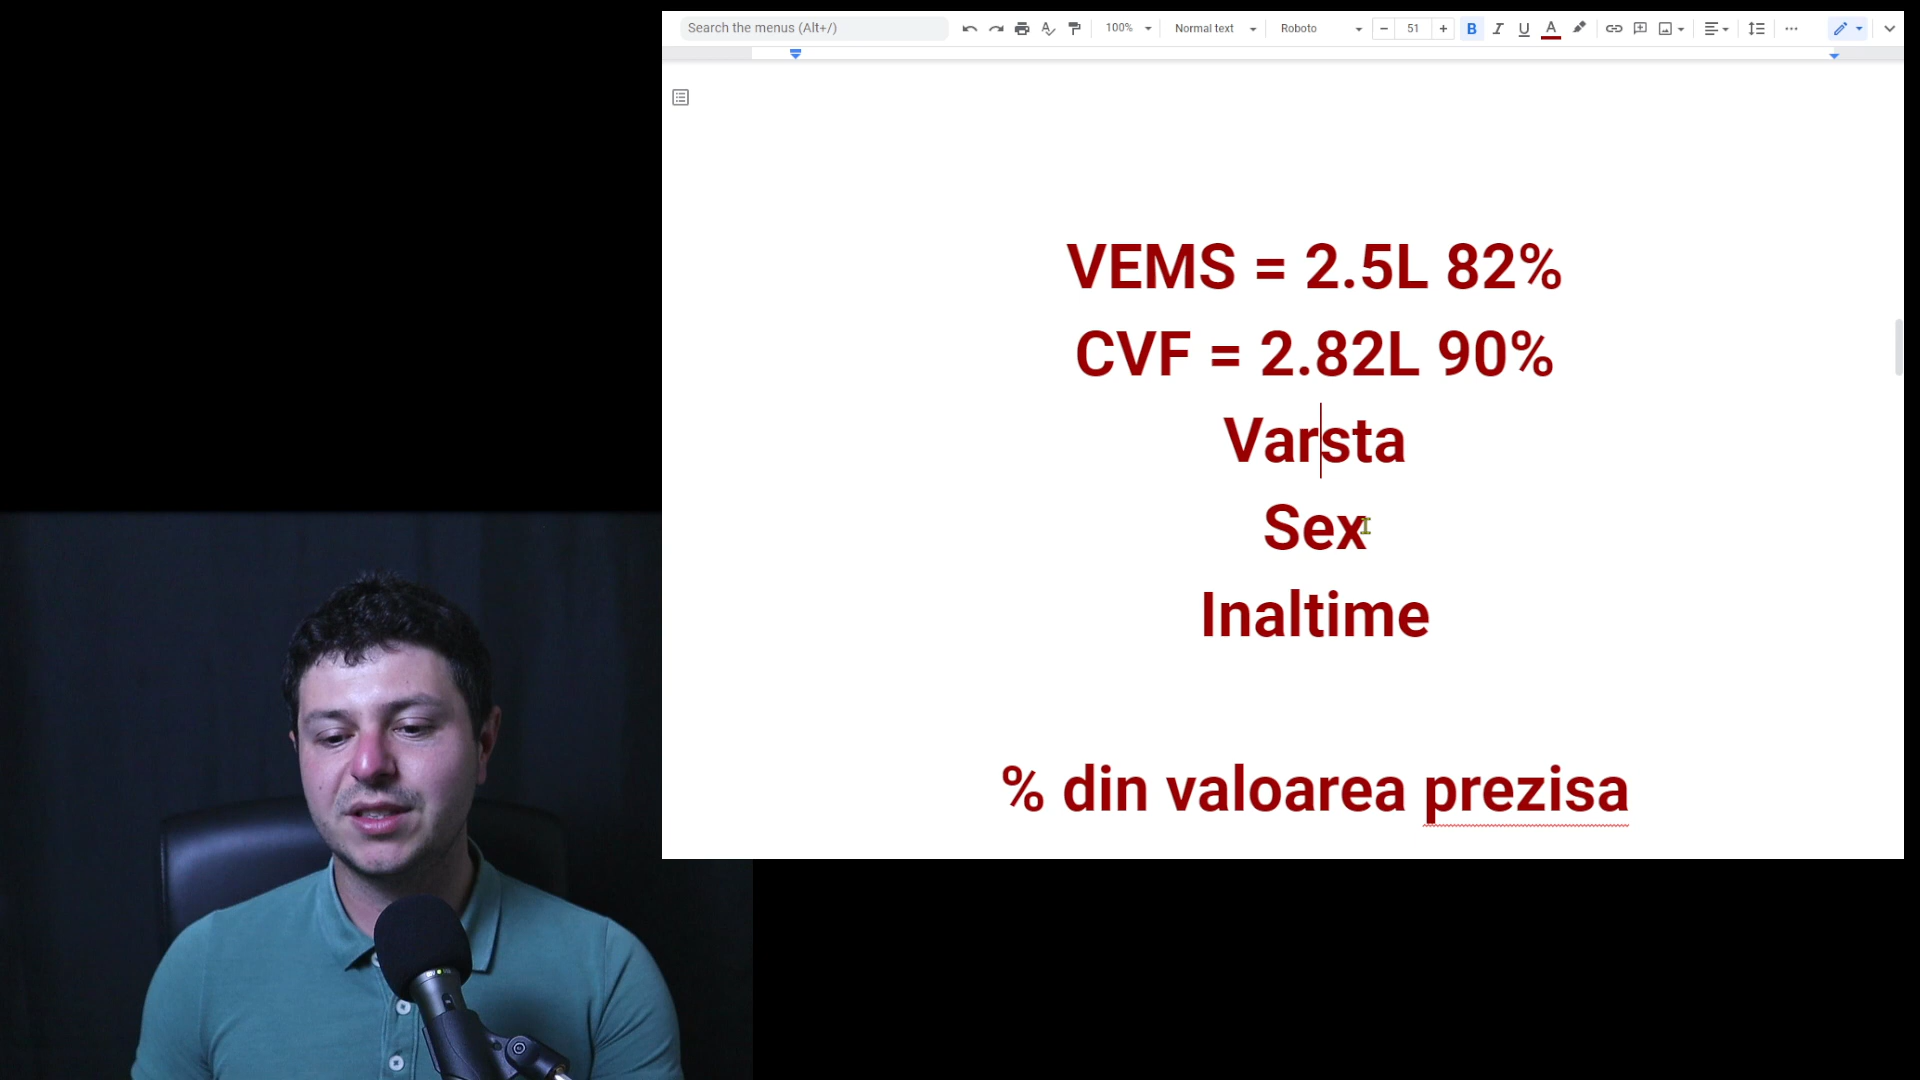 Search the menus (Alt+/)
100%
Normal text
Roboto
51
VEMS = 2.5L 82%
CVF = 2.82L 90%
Varsta
Sex
Inaltime
% din valoarea prezisa